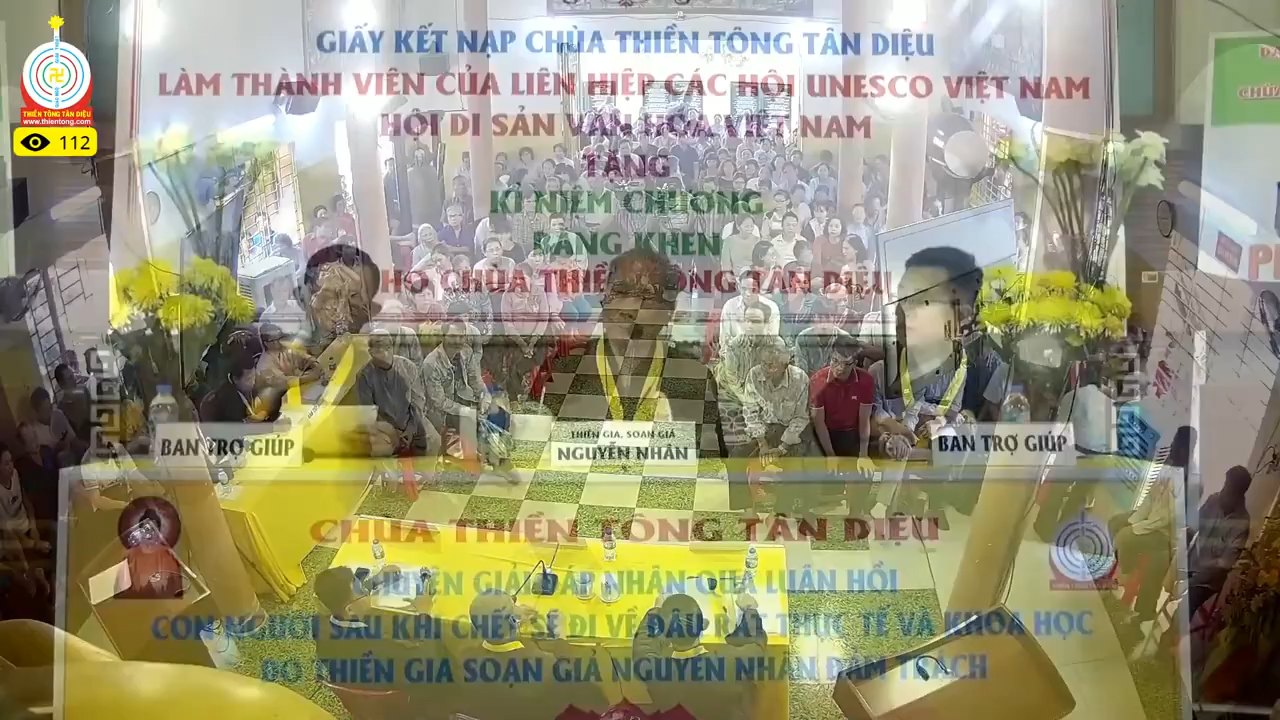 GIẤY KẾT NẠP CHÙA THIỀN TÔNG TÂN DIỆU
LÀM THÀNH VIÊN CỦA LIÊN HIỆP CÁC HỘI UNESCO VIỆT NAM
HỘI DI SẢN VĂN HÓA VIỆT NAM
TẶNG
KỈ NIỆM CHƯƠNG
BẰNG KHEN
CHO CHÙA THIỀN TÔNG TÂN DIỆU
THIỀN TÔNG TÂN DIỆU
www.thientong.com
112
BAN TRỢ GIÚP
THIỀN GIA, SOẠN GIẢ
NGUYỄN NHÂN
BAN TRỢ GIÚP
CHÙA THIỀN TÔNG TÂN DIỆU
CHUYÊN GIẢI ĐÁP NHÂN QUẢ LUÂN HỒI
CON NGƯỜI SAU KHI CHẾT SẼ ĐI VỀ ĐÂU RẤT THỰC TẾ VÀ KHOA HỌC
DO THIỀN GIA SOẠN GIẢ NGUYỄN NHÂN ĐẢM TRÁCH